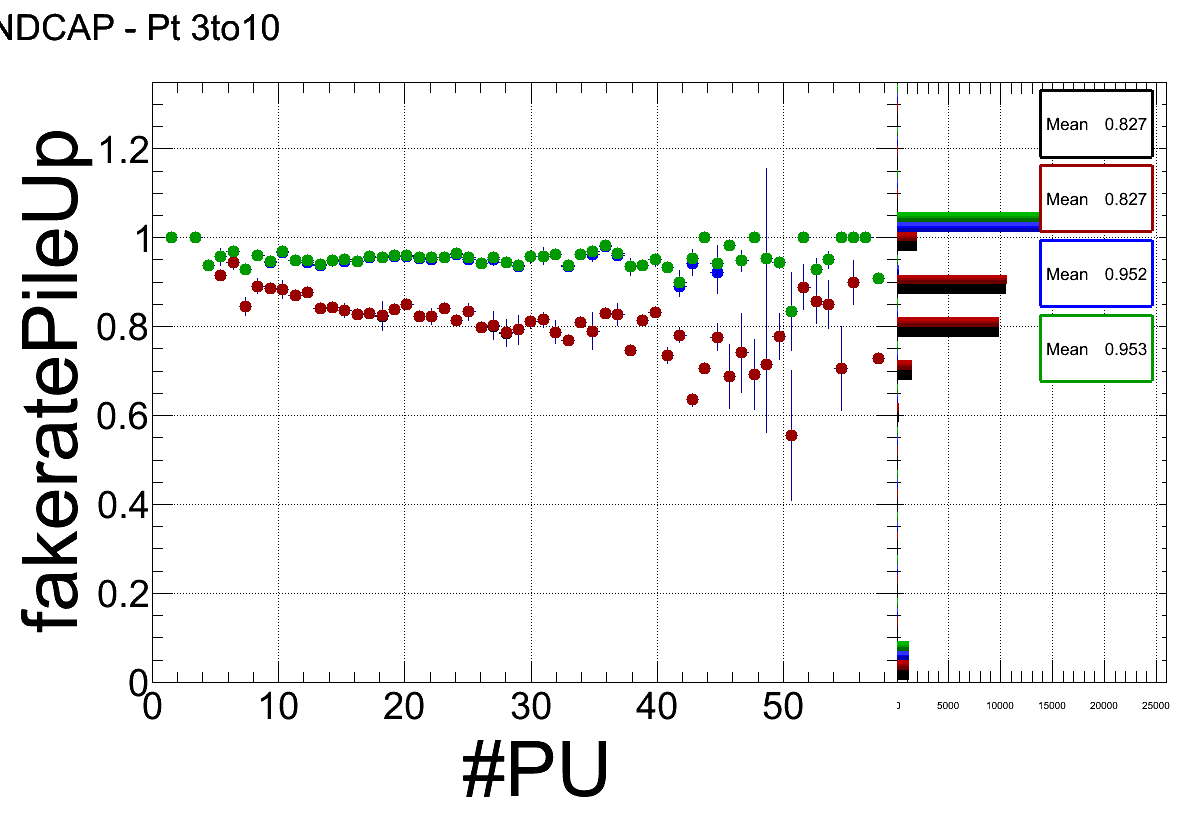 NDCAP - Pt 3to10
fakeratePileUp
1.2
1
0.8
0.6
0.4
0.2
0
0 10 20 30 40 50
#PU
Mean 0.827
Mean 0.827
Mean 0.952
Mean 0.953
5000 10000 15000 20000 25000